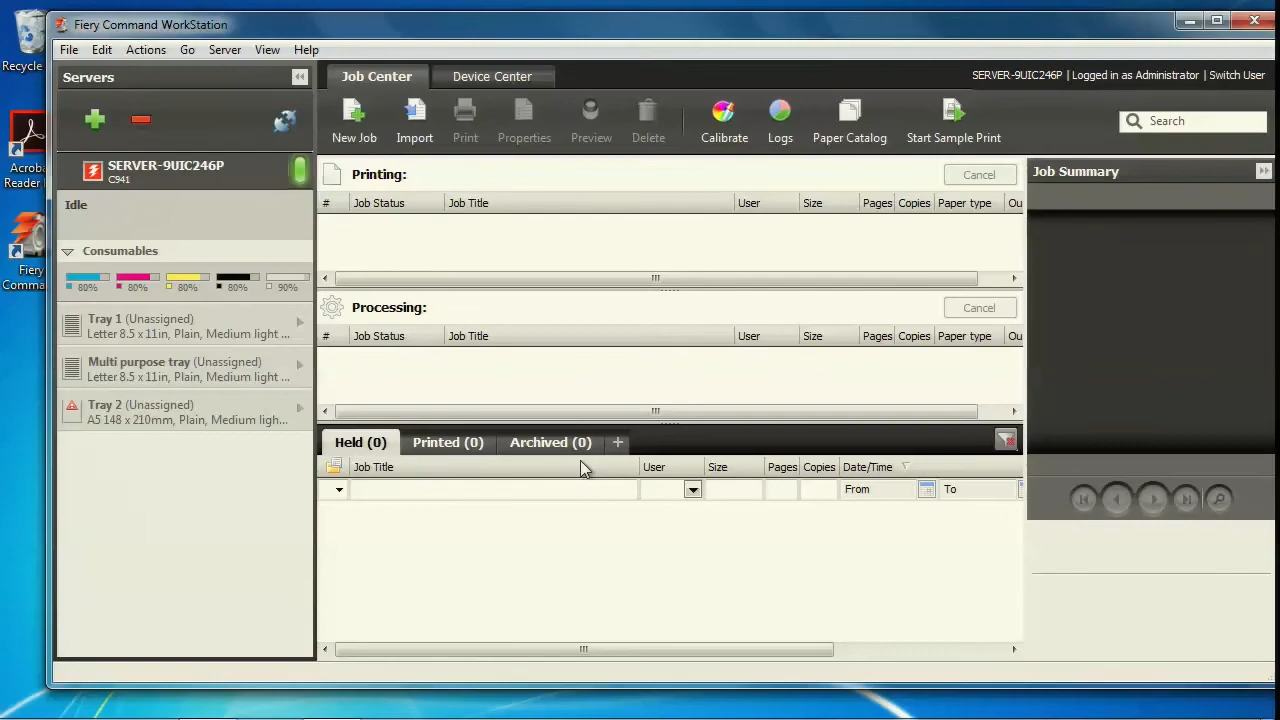 Recycle
Acroba
Reader
Fiery
Comma
Fiery Command WorkStation
File Edit Actions Go Server View Help
Servers
SERVER-9UIC246P
C941
Idle
Consumables
80% 80% 80% 80% 90%
Tray 1 (Unassigned)
Letter 8.5 x 11in, Plain, Medium light ...
Multi purpose tray (Unassigned)
Letter 8.5 x 11in, Plain, Medium light ...
Tray 2 (Unassigned)
A5 148 x 210mm, Plain, Medium ligh...
Job Center Device Center
SERVER-9UIC246P | Logged in as Administrator | Switch User
New Job Import Print Properties Preview Delete Calibrate Logs Paper Catalog Start Sample Print
Search
Printing: Cancel
# Job Status Job Title User Size Pages Copies Paper type Ou
Processing: Cancel
# Job Status Job Title User Size Pages Copies Paper type Ou
Held (0) Printed (0) Archived (0) +
Job Title User Size Pages Copies Date/Time
From To
Job Summary